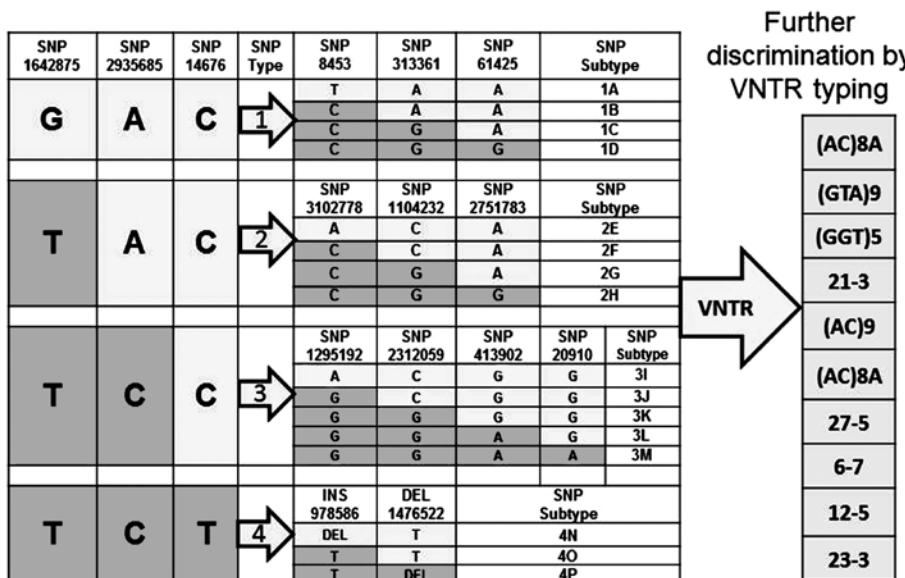 Further
discrimination by
VNTR typing
SNP 1642875 SNP 2935685 SNP 14676 SNP Type SNP 8453 SNP 313361 SNP 61425 SNP Subtype
G A C 1
T A A 1A
C A A 1B
C G A 1C
C G G 1D
SNP 3102778 SNP 1104232 SNP 2751783 SNP Subtype
T A C 2
A C A 2E
C C A 2F
C G A 2G
C G G 2H
SNP 1295192 SNP 2312059 SNP 413902 SNP 20910 SNP Subtype
T C C 3
A C G G 3I
G C G G 3J
G G G G 3K
G G A G 3L
G G A A 3M
INS 978586 DEL 1476522 SNP Subtype
T C T 4
DEL T 4N
T T 4O
T DEL 4P
VNTR
(AC)8A
(GTA)9
(GGT)5
21-3
(AC)9
(AC)8A
27-5
6-7
12-5
23-3